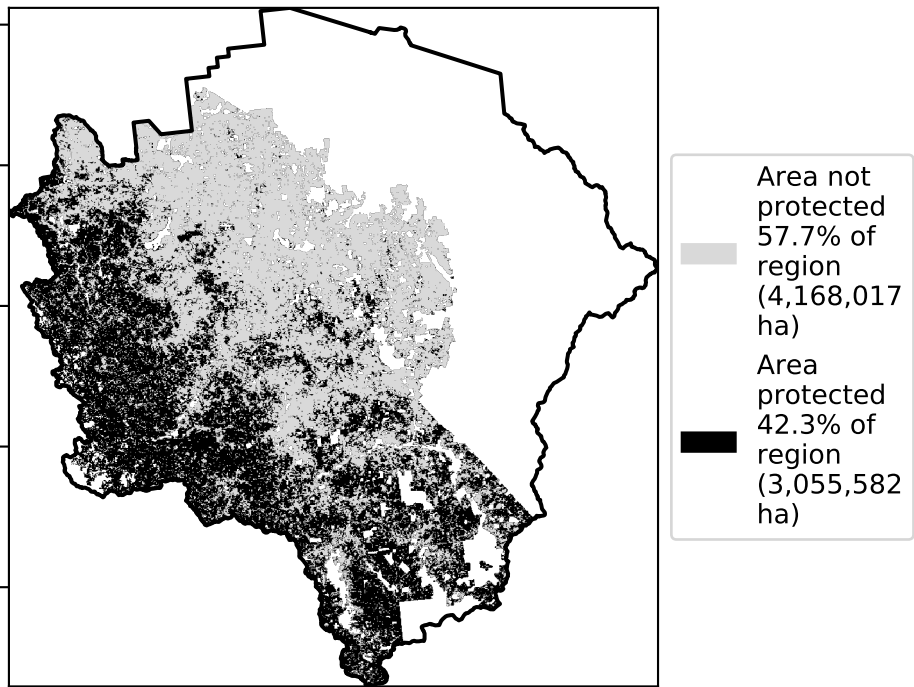 Area not
protected
57.7% of
region
(4,168,017
ha)
Area
protected
42.3% of
region
(3,055,582
ha)